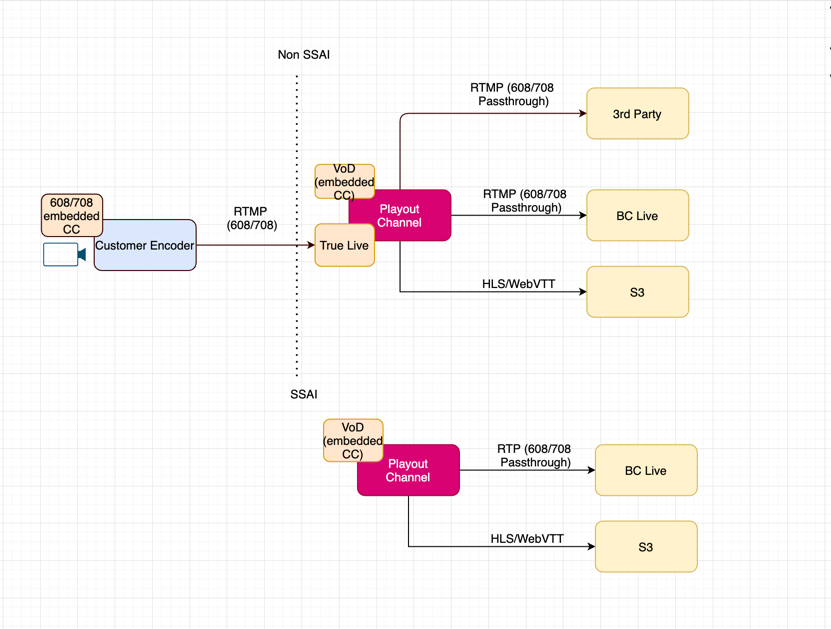 Non SSAI
RTMP (608/708
Passthrough)
3rd Party
VoD
(embedded
CC)
608/708
embedded
CC
RTMP
(608/708)
Playout
Channel
RTMP (608/708
Passthrough)
BC Live
Customer Encoder
True Live
HLS/WebVTT
S3
SSAI
VoD
(embedded
CC)
Playout
Channel
RTP (608/708
Passthrough)
BC Live
HLS/WebVTT
S3